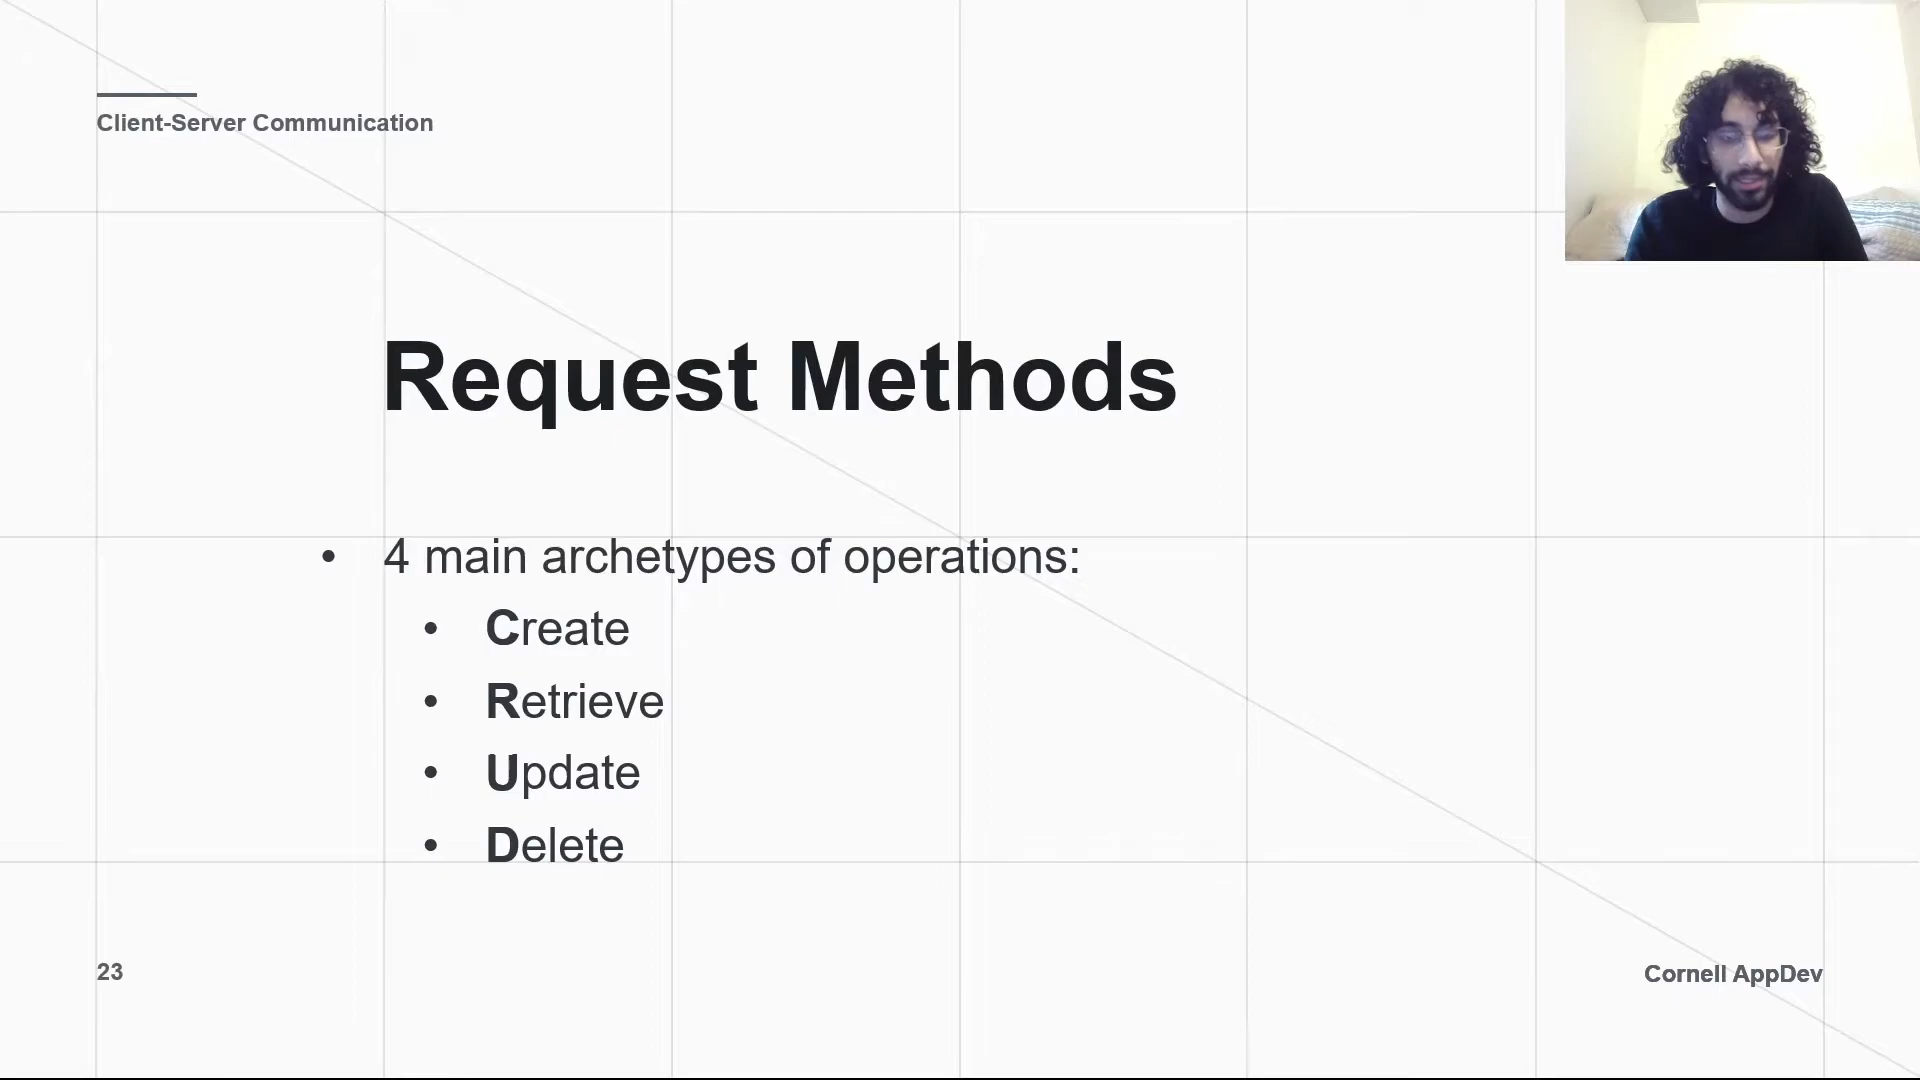 Client-Server Communication
Request Methods
• 4 main archetypes of operations:
• Create
• Retrieve
• Update
• Delete
23
Cornell AppDev